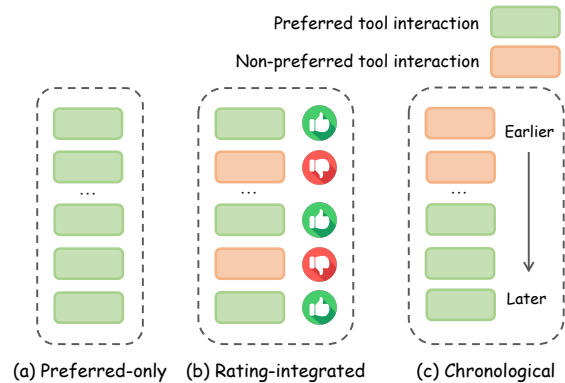 Preferred tool interaction
Non-preferred tool interaction
...
...
...
Earlier
Later
(a) Preferred-only
(b) Rating-integrated
(c) Chronological